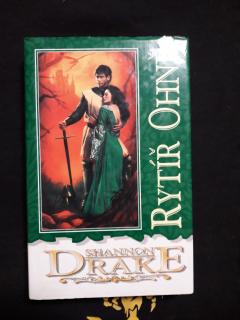 RYTÍŘ OHNĚ
SHANNON
DRAKE